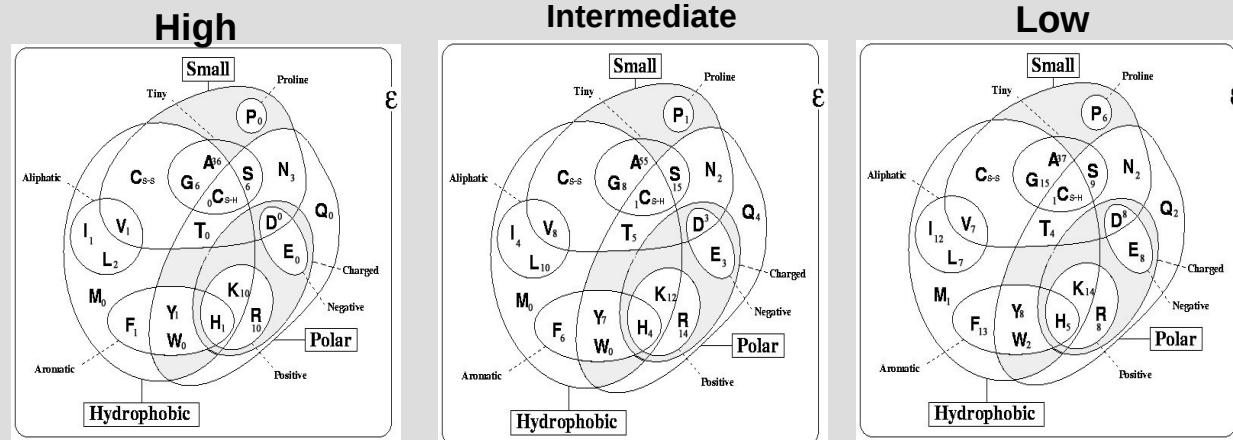 High
Small
Proline
Tiny
ε
P0
A36
S6
N3
G6
CS-S
0CS-H
Aliphatic
Q0
D0
T0
I1
V1
E0
L2
Charged
K10
M0
Negative
Y1
H1
R10
F1
W0
Polar
Aromatic
Positive
Hydrophobic
Intermediate
Small
Proline
Tiny
ε
P1
A55
S15
N2
G8
CS-S
1CS-H
Aliphatic
Q4
D3
T5
I4
V8
E3
L10
Charged
K12
M0
Negative
Y7
H4
R14
F6
W0
Polar
Aromatic
Positive
Hydrophobic
Low
Small
Proline
Tiny
ε
P6
A37
S9
N2
G15
CS-S
1CS-H
Aliphatic
Q2
D8
T4
I12
V7
E8
L7
Charged
K14
M1
Negative
Y8
H5
R8
F13
W2
Polar
Aromatic
Positive
Hydrophobic